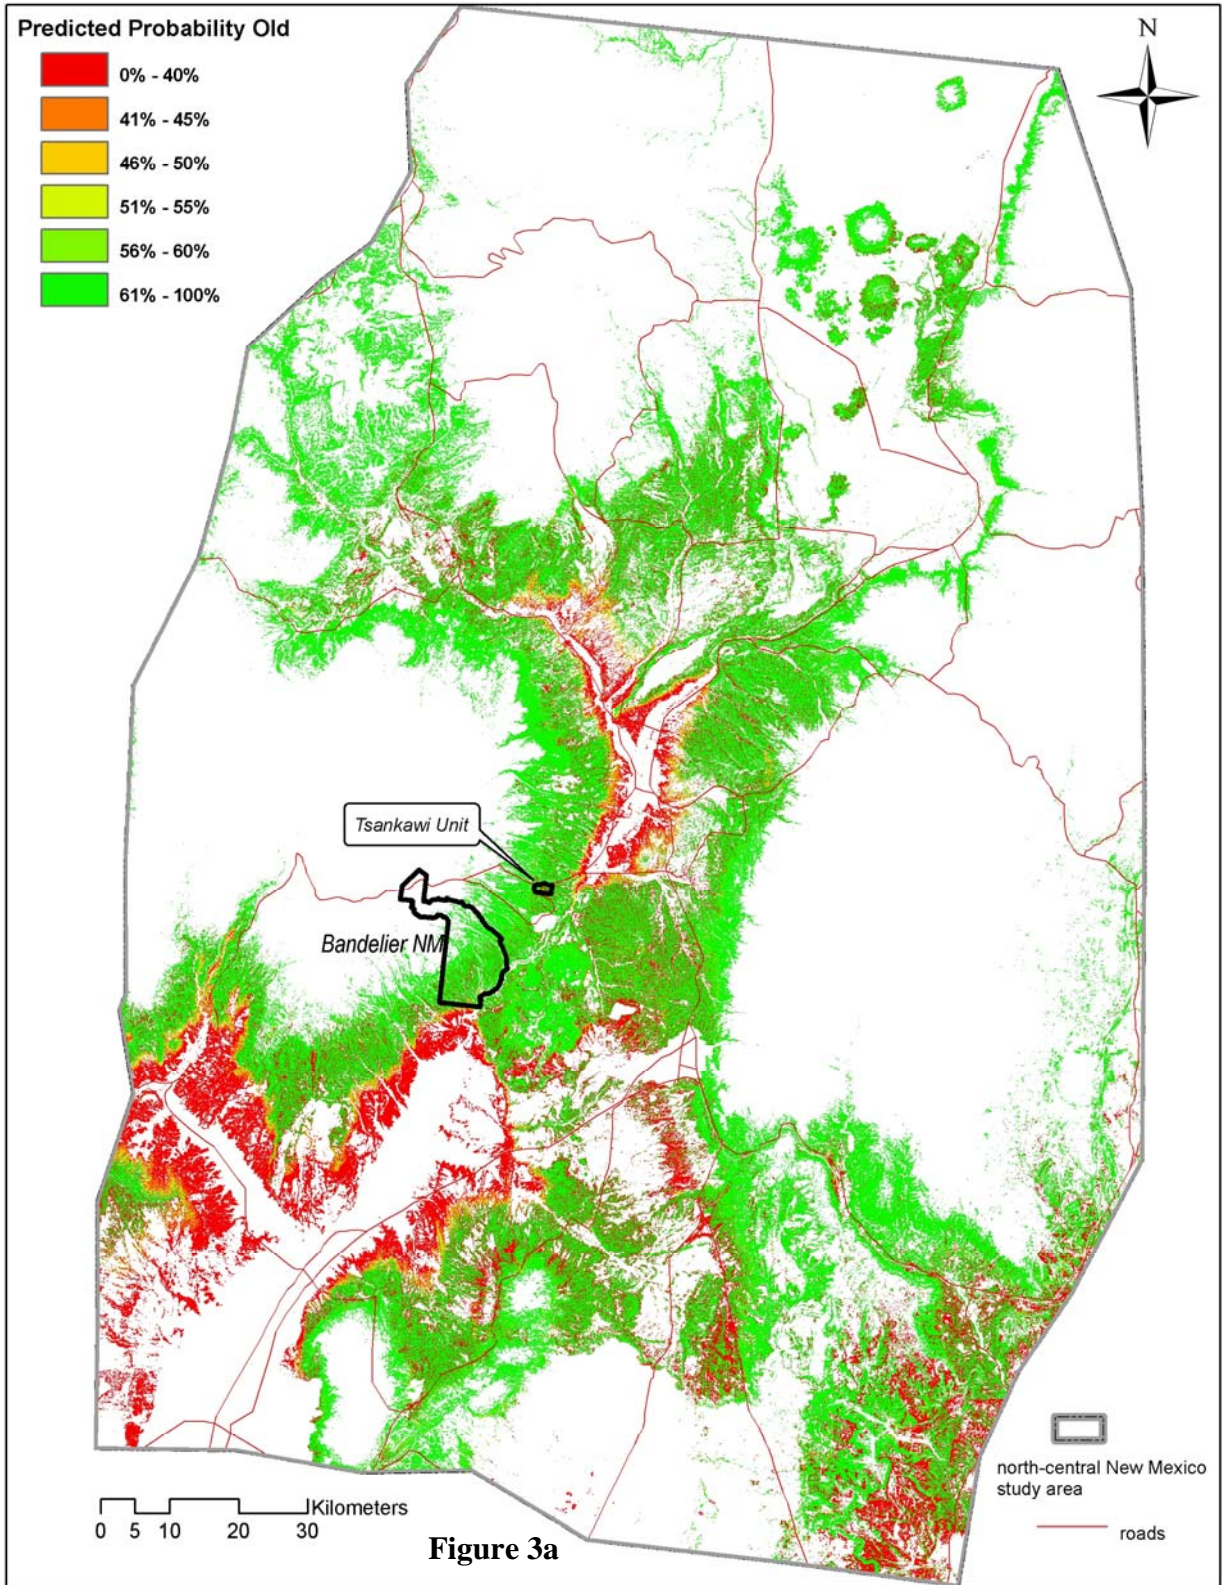 Predicted Probability Old
0% - 40%
41% - 45%
46% - 50%
51% - 55%
56% - 60%
61% - 100%
N
Tsankawi Unit
Bandelier NM
north-central New Mexico
study area
roads
Kilometers
0 5 10 20 30
Figure 3a